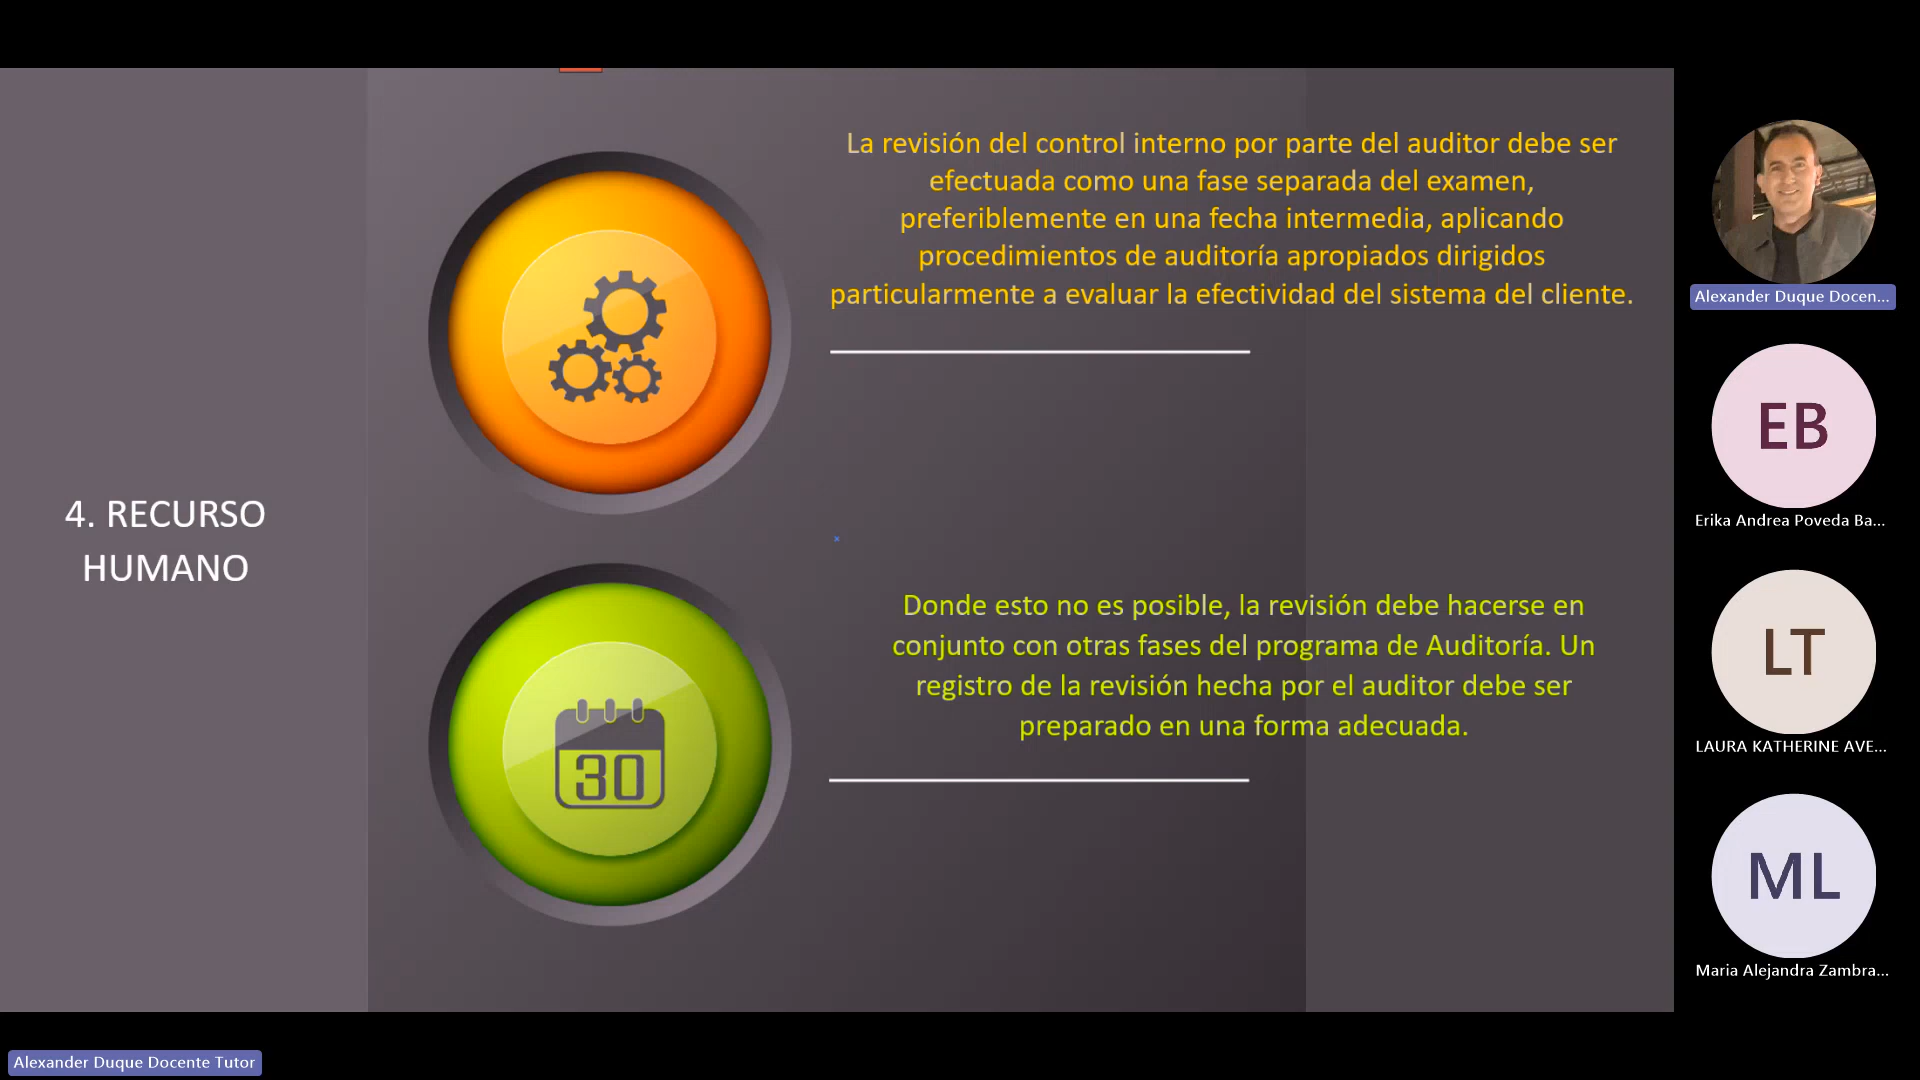 4. RECURSO
HUMANO
La revisión del control interno por parte del auditor debe ser
efectuada como una fase separada del examen,
preferiblemente en una fecha intermedia, aplicando
procedimientos de auditoría apropiados dirigidos
particularmente a evaluar la efectividad del sistema del cliente.
30
Donde esto no es posible, la revisión debe hacerse en
conjunto con otras fases del programa de Auditoría. Un
registro de la revisión hecha por el auditor debe ser
preparado en una forma adecuada.
Alexander Duque Docen...
EB
Erika Andrea Poveda Ba...
LT
LAURA KATHERINE AVE...
ML
Maria Alejandra Zambra...
Alexander Duque Docente Tutor